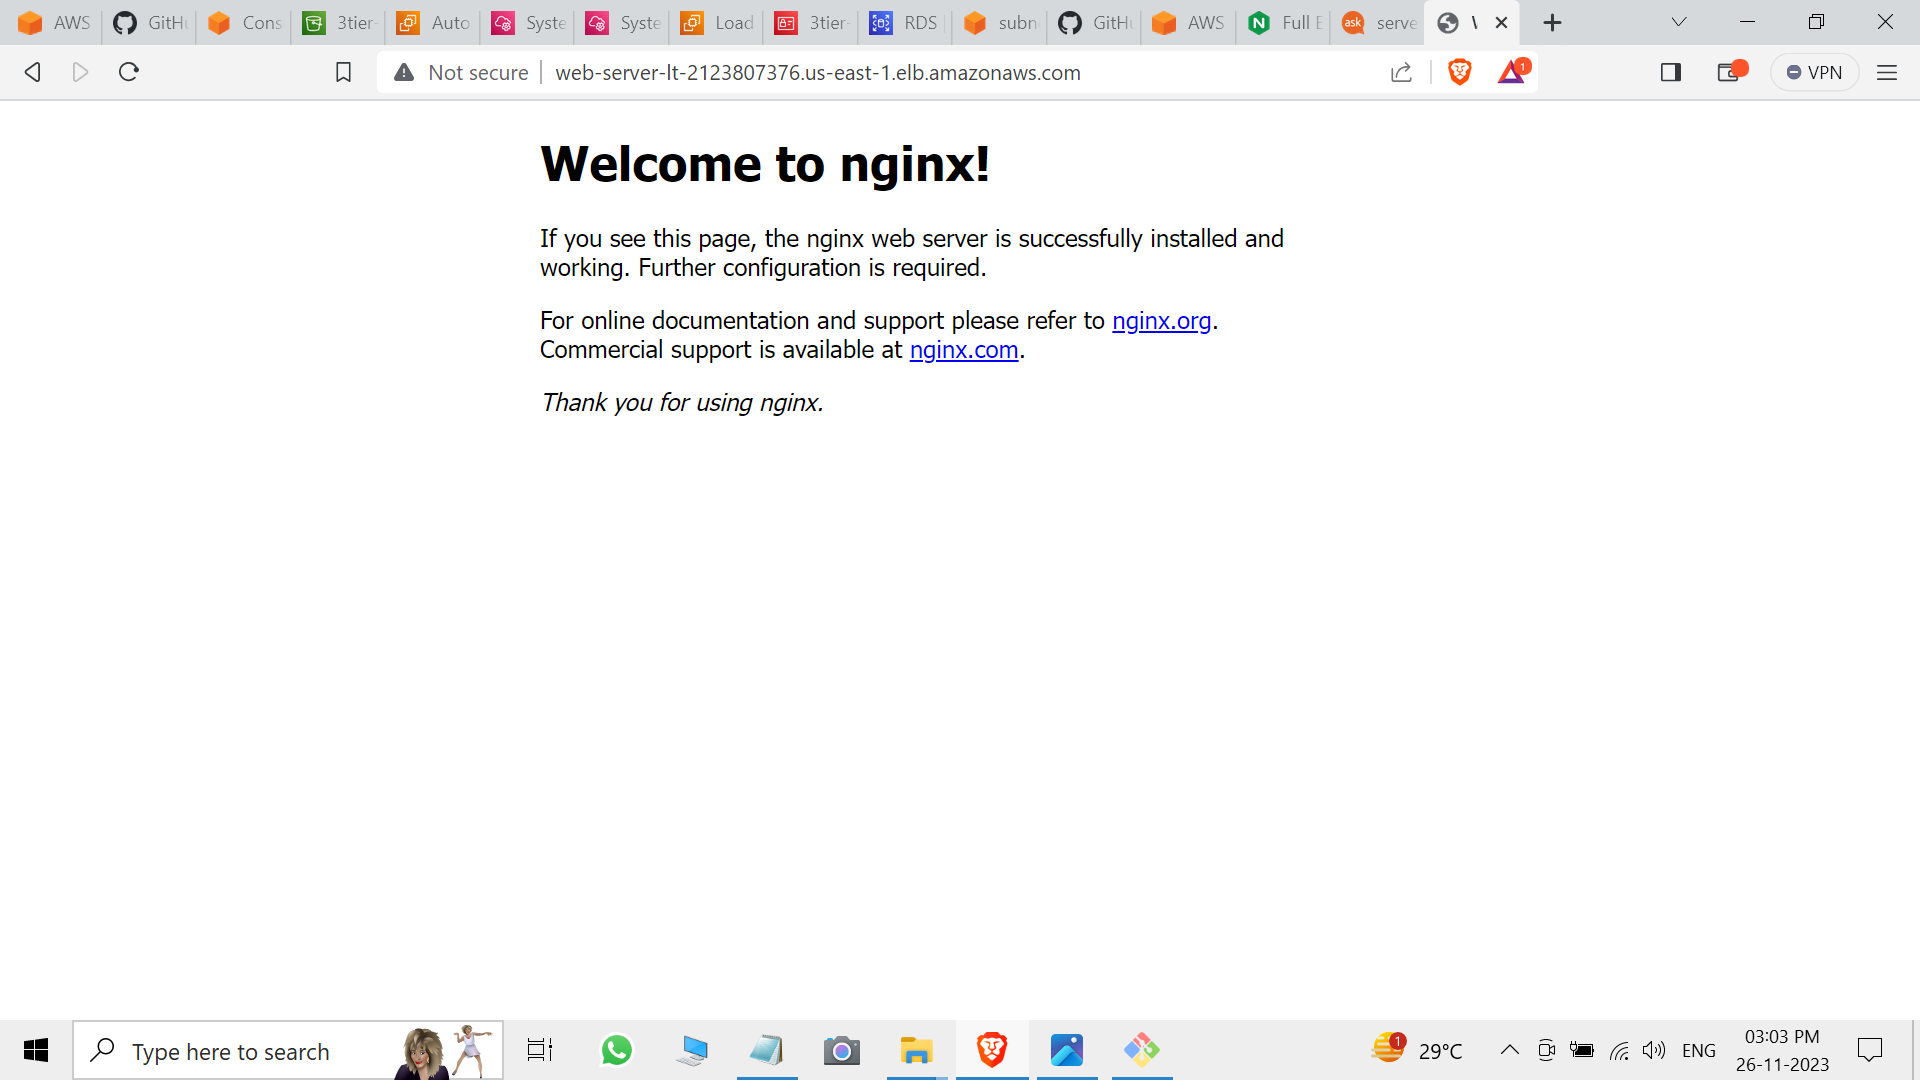 AWS
GitHu
Cons
3tier-
Auto
Syste
Syste
Load
3tier-
RDS
subn
GitHu
AWS
Full E
ask
serve
Not secure
web-server-lt-2123807376.us-east-1.elb.amazonaws.com
1
VPN
Welcome to nginx!
If you see this page, the nginx web server is successfully installed and
working. Further configuration is required.
For online documentation and support please refer to nginx.org.
Commercial support is available at nginx.com.
Thank you for using nginx.
Type here to search
1
29°C
ENG
03:03 PM
26-11-2023